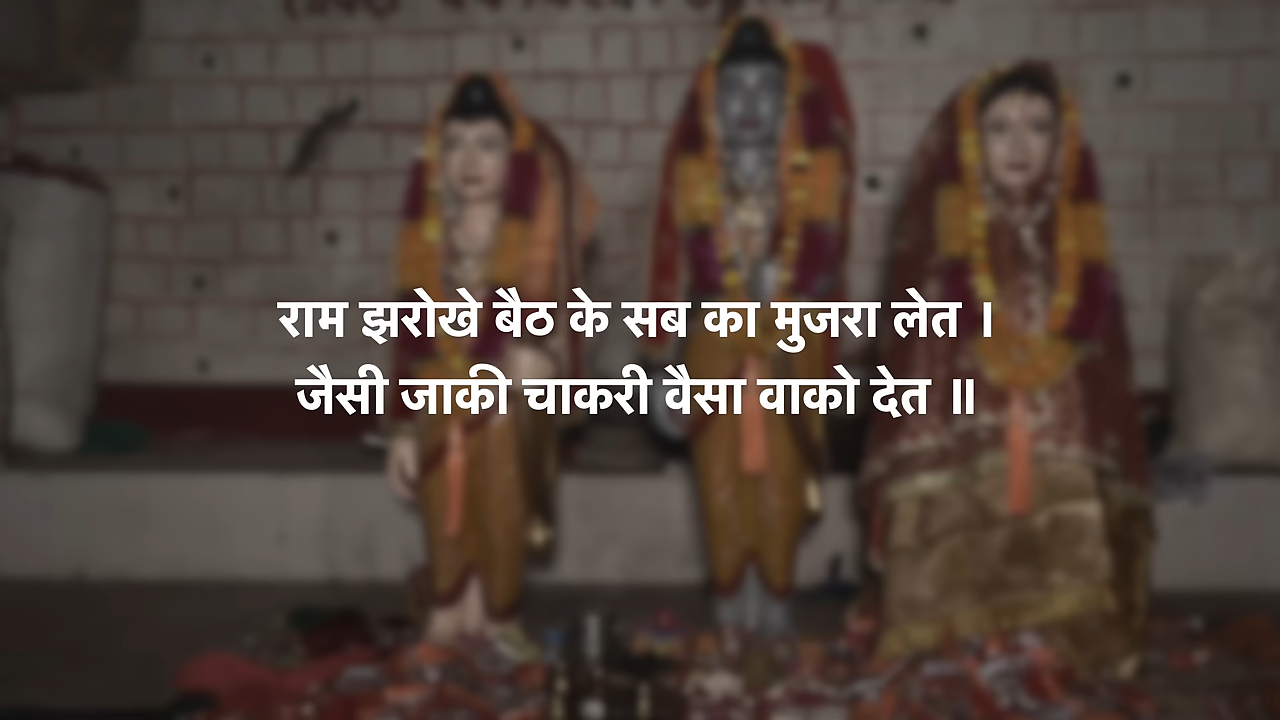 राम झरोखे बैठ के सब का मुजरा लेत ।
जैसी जाकी चाकरी वैसा वाको देत ॥